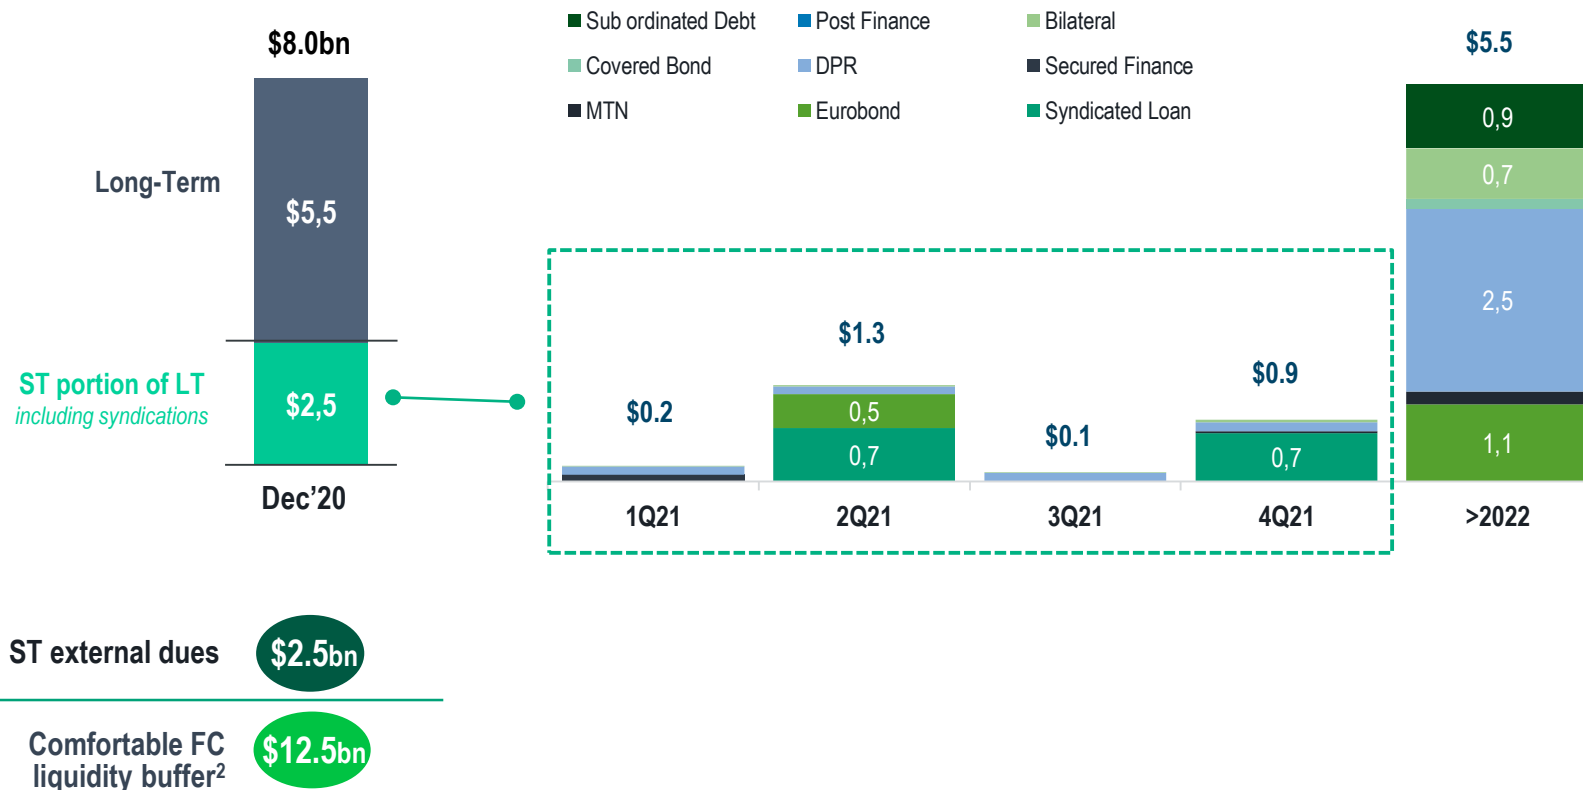 $8.0bn
Long-Term
$5,5
ST portion of LT
including syndications
$2,5
Dec’20
Sub ordinated Debt
Post Finance
Bilateral
Covered Bond
DPR
Secured Finance
MTN
Eurobond
Syndicated Loan
$0.2
$1.3
0,5
0,7
$0.1
$0.9
0,7
$5.5
0,9
0,7
2,5
1,1
1Q21
2Q21
3Q21
4Q21
>2022
ST external dues
$2.5bn
Comfortable FC
liquidity buffer2
$12.5bn